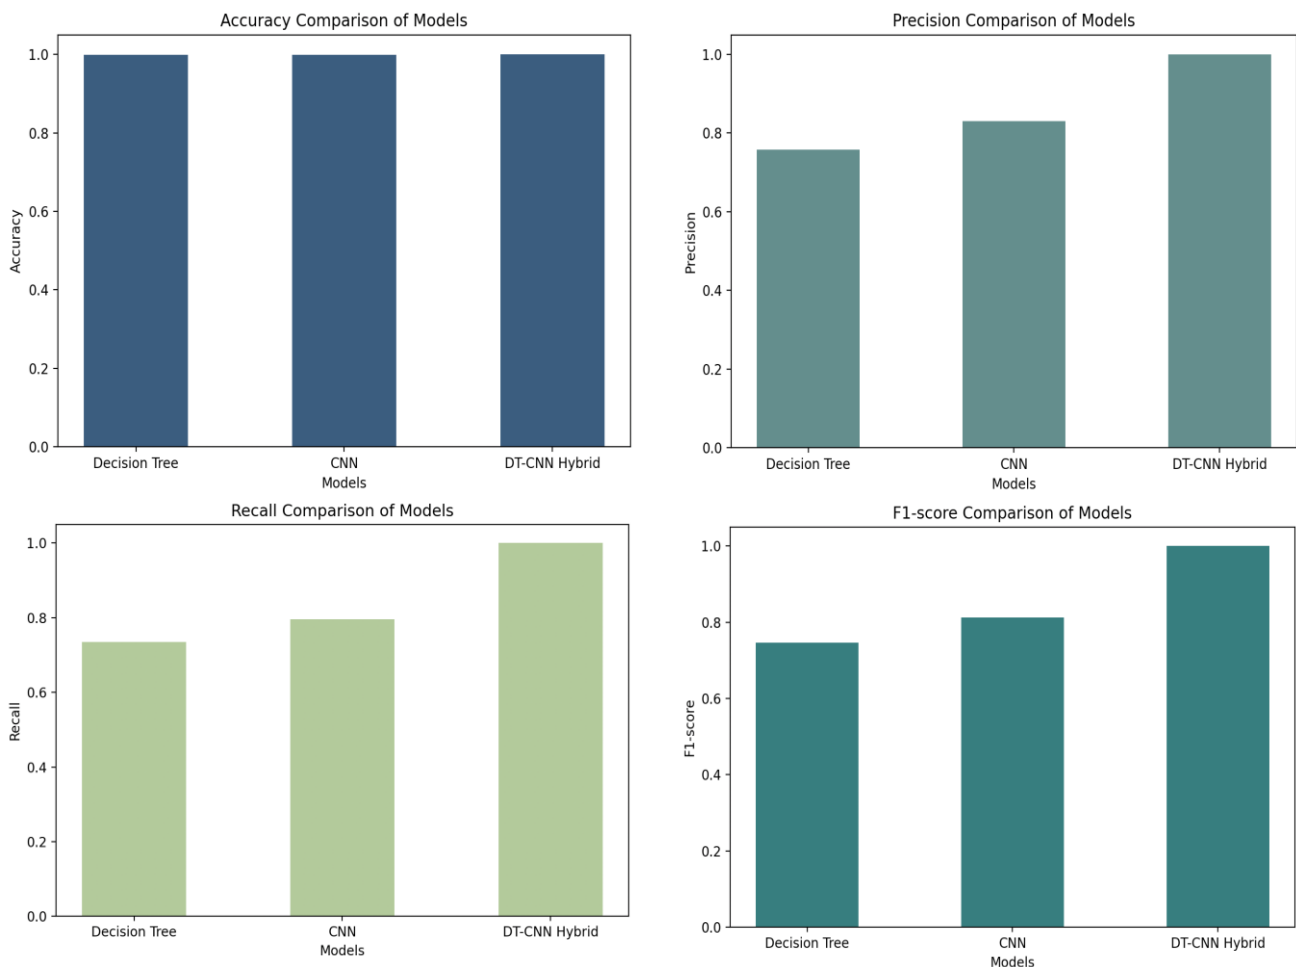 Accuracy Comparison of Models
1.0
0.8
0.6
0.4
0.2
0.0
Accuracy
Decision Tree
CNN
DT-CNN Hybrid
Models
Precision Comparison of Models
1.0
0.8
0.6
0.4
0.2
0.0
Precision
Decision Tree
CNN
DT-CNN Hybrid
Models
Recall Comparison of Models
1.0
0.8
0.6
0.4
0.2
0.0
Recall
Decision Tree
CNN
DT-CNN Hybrid
Models
F1-score Comparison of Models
1.0
0.8
0.6
0.4
0.2
0.0
F1-score
Decision Tree
CNN
DT-CNN Hybrid
Models